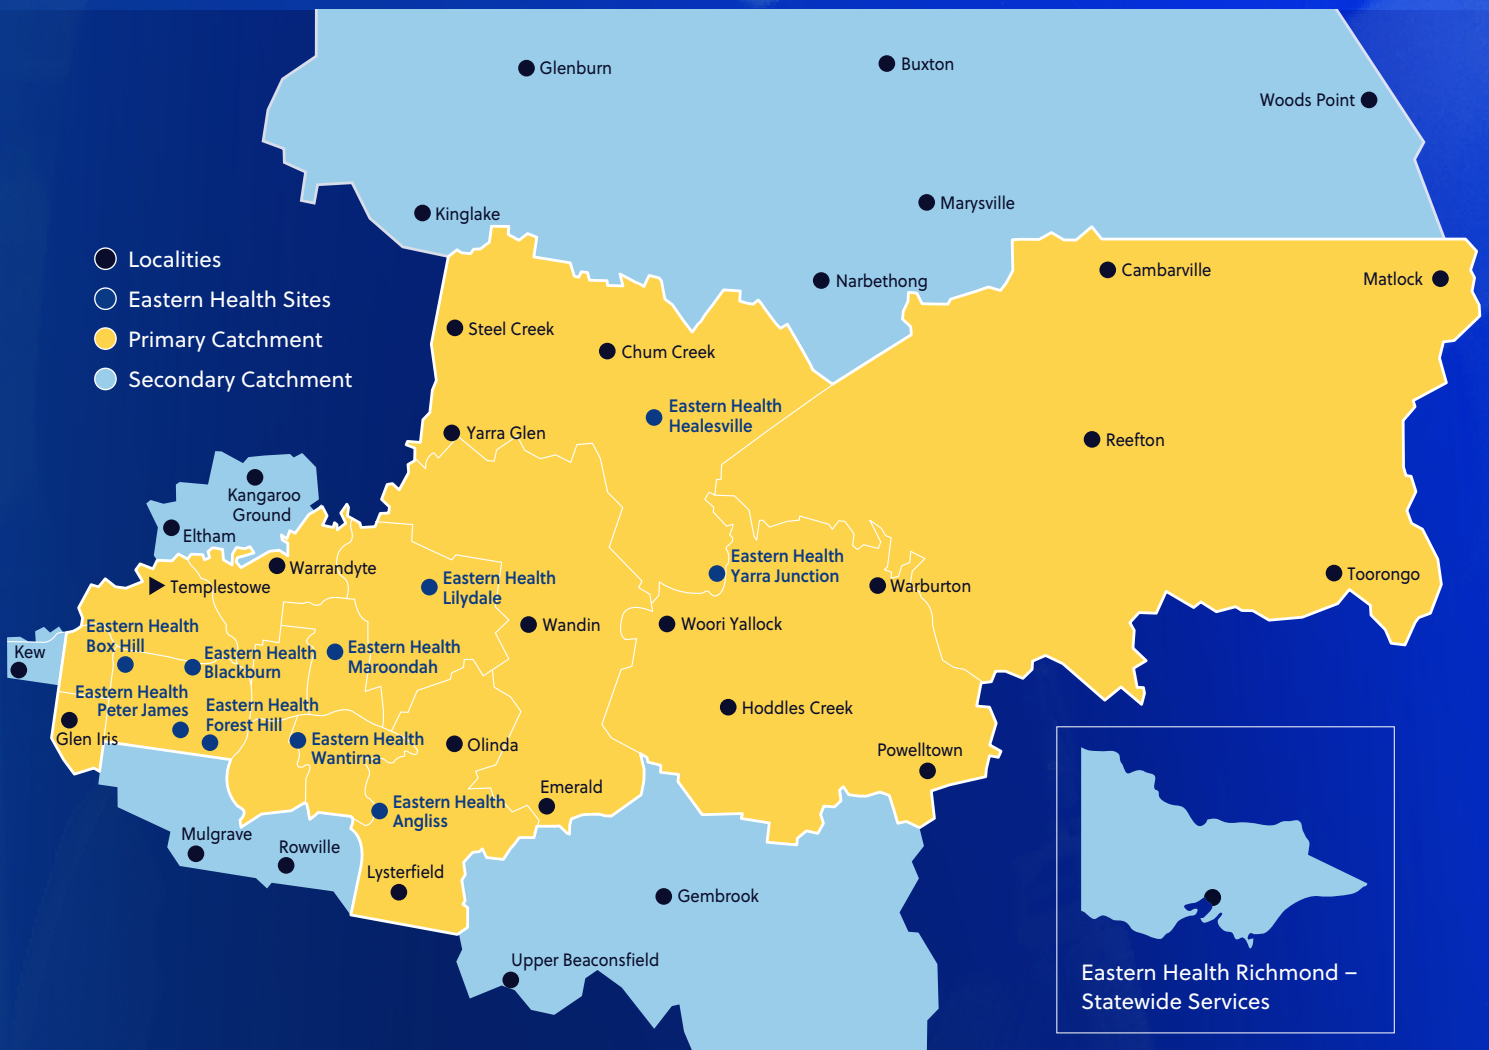 Glenburn
Buxton
Woods Point
Kinglake
Marysville
Localities
Eastern Health Sites
Primary Catchment
Secondary Catchment
Narbethong
Cambarville
Matlock
Steel Creek
Chum Creek
Eastern Health
Healesville
Yarra Glen
Reefton
Kangaroo
Ground
Eltham
Warrandyte
Templestowe
Eastern Health
Lilydale
Eastern Health
Yarra Junction
Warburton
Toorongo
Wandin
Woori Yallock
Eastern Health
Box Hill
Kew
Eastern Health
Blackburn
Eastern Health
Maroondah
Eastern Health
Peter James
Eastern Health
Forest Hill
Glen Iris
Eastern Health
Wantirna
Olinda
Hoddles Creek
Powelltown
Emerald
Eastern Health
Angliss
Mulgrave
Rowville
Lysterfield
Gembrook
Upper Beaconsfield
Eastern Health Richmond –
Statewide Services